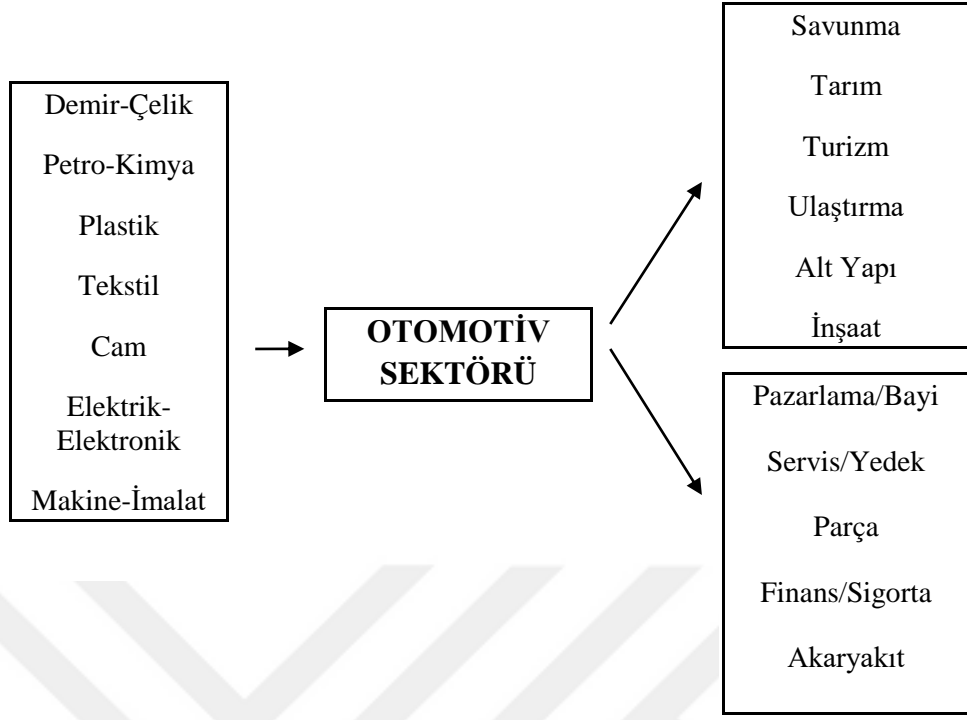 Demir-Çelik
Petro-Kimya
Plastik
Tekstil
Cam
Elektrik-
Elektronik
Makine-İmalat
OTOMOTİV
SEKTÖRÜ
Savunma
Tarım
Turizm
Ulaştırma
Alt Yapı
İnşaat
Pazarlama/Bayi
Servis/Yedek
Parça
Finans/Sigorta
Akaryakıt